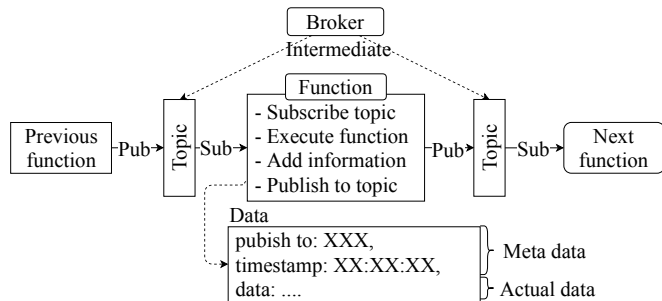 Broker
Intermediate
Function
- Subscribe topic
- Execute function
- Add information
- Publish to topic
Previous
function
Pub
Topic
Sub
Pub
Topic
Sub
Next
function
Data
pubish to: XXX,
timestamp: XX:XX:XX,
data: ....
Meta data
Actual data